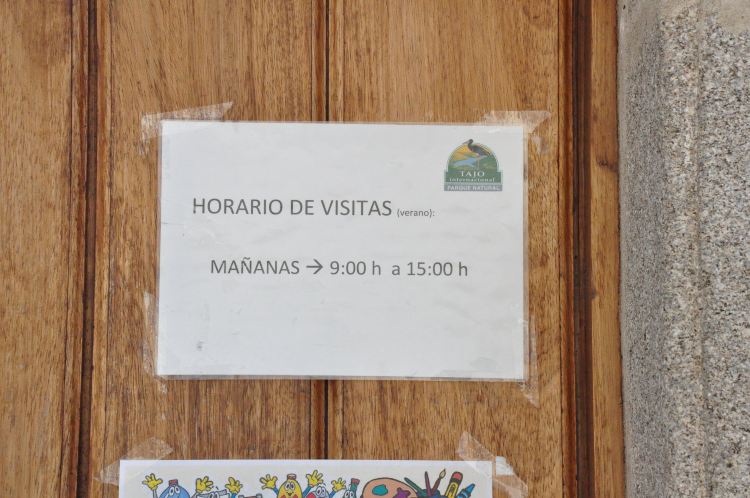 TAJO
internacional
PARQUE NATURAL
HORARIO DE VISITAS (verano):
MAÑANAS → 9:00 h a 15:00 h